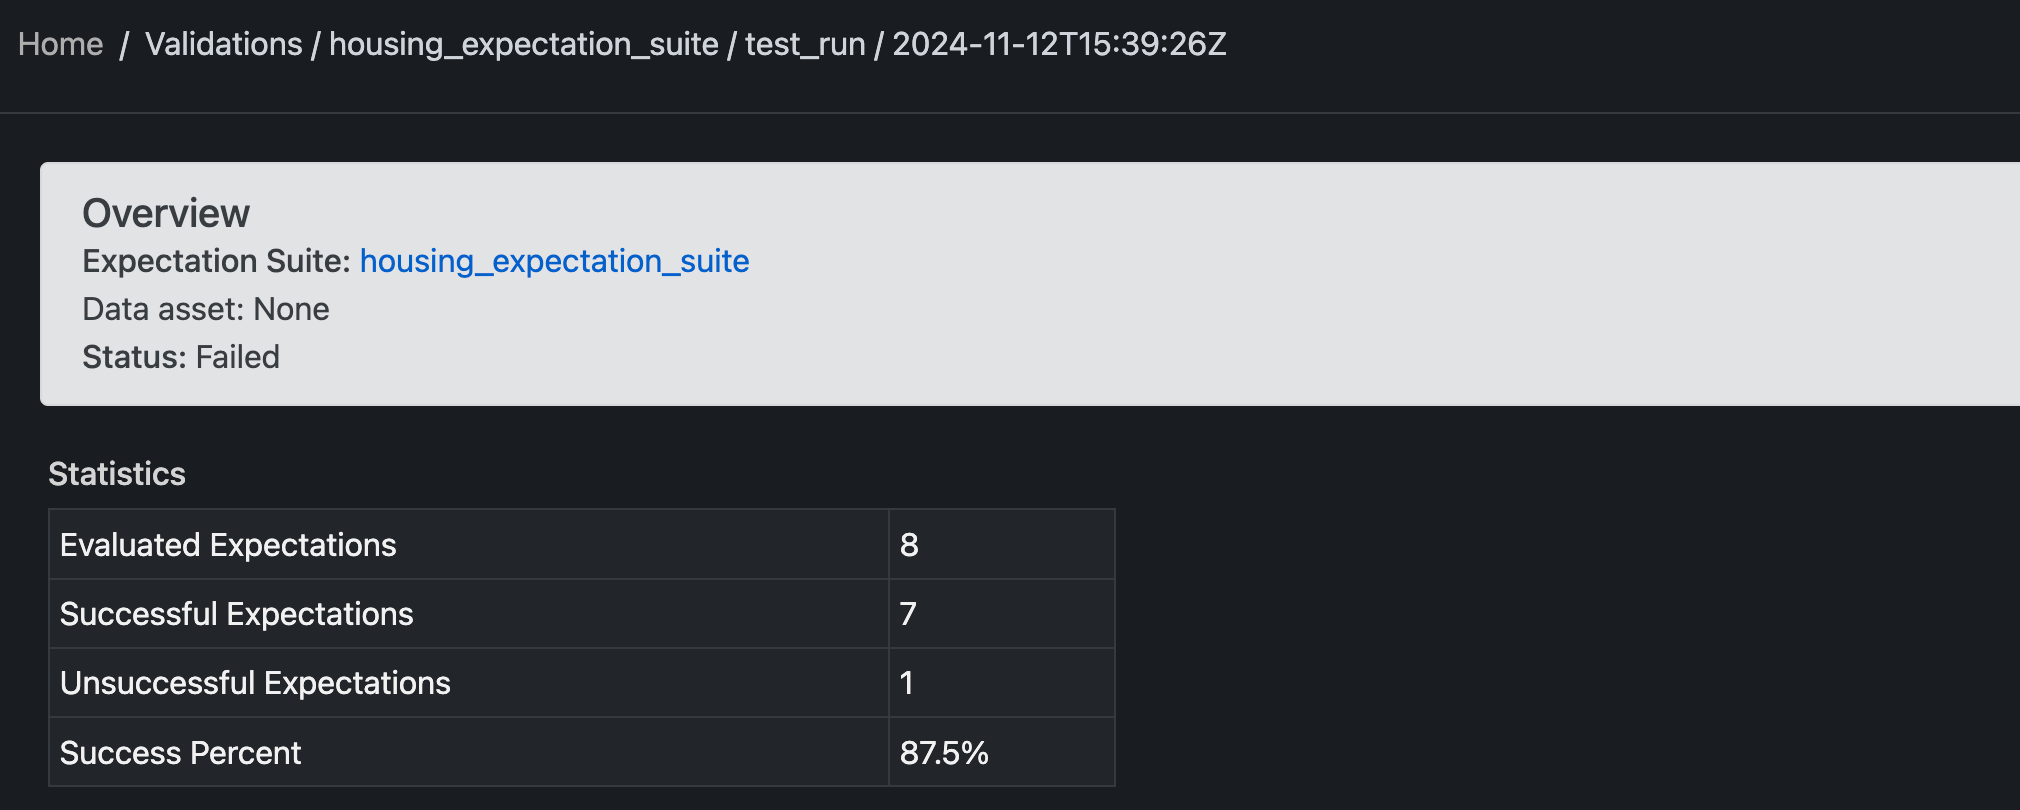 Home / Validations / housing_expectation_suite / test_run / 2024-11-12T15:39:26Z
Overview
Expectation Suite: housing_expectation_suite
Data asset: None
Status: Failed
Statistics
Evaluated Expectations 8
Successful Expectations 7
Unsuccessful Expectations 1
Success Percent 87.5%